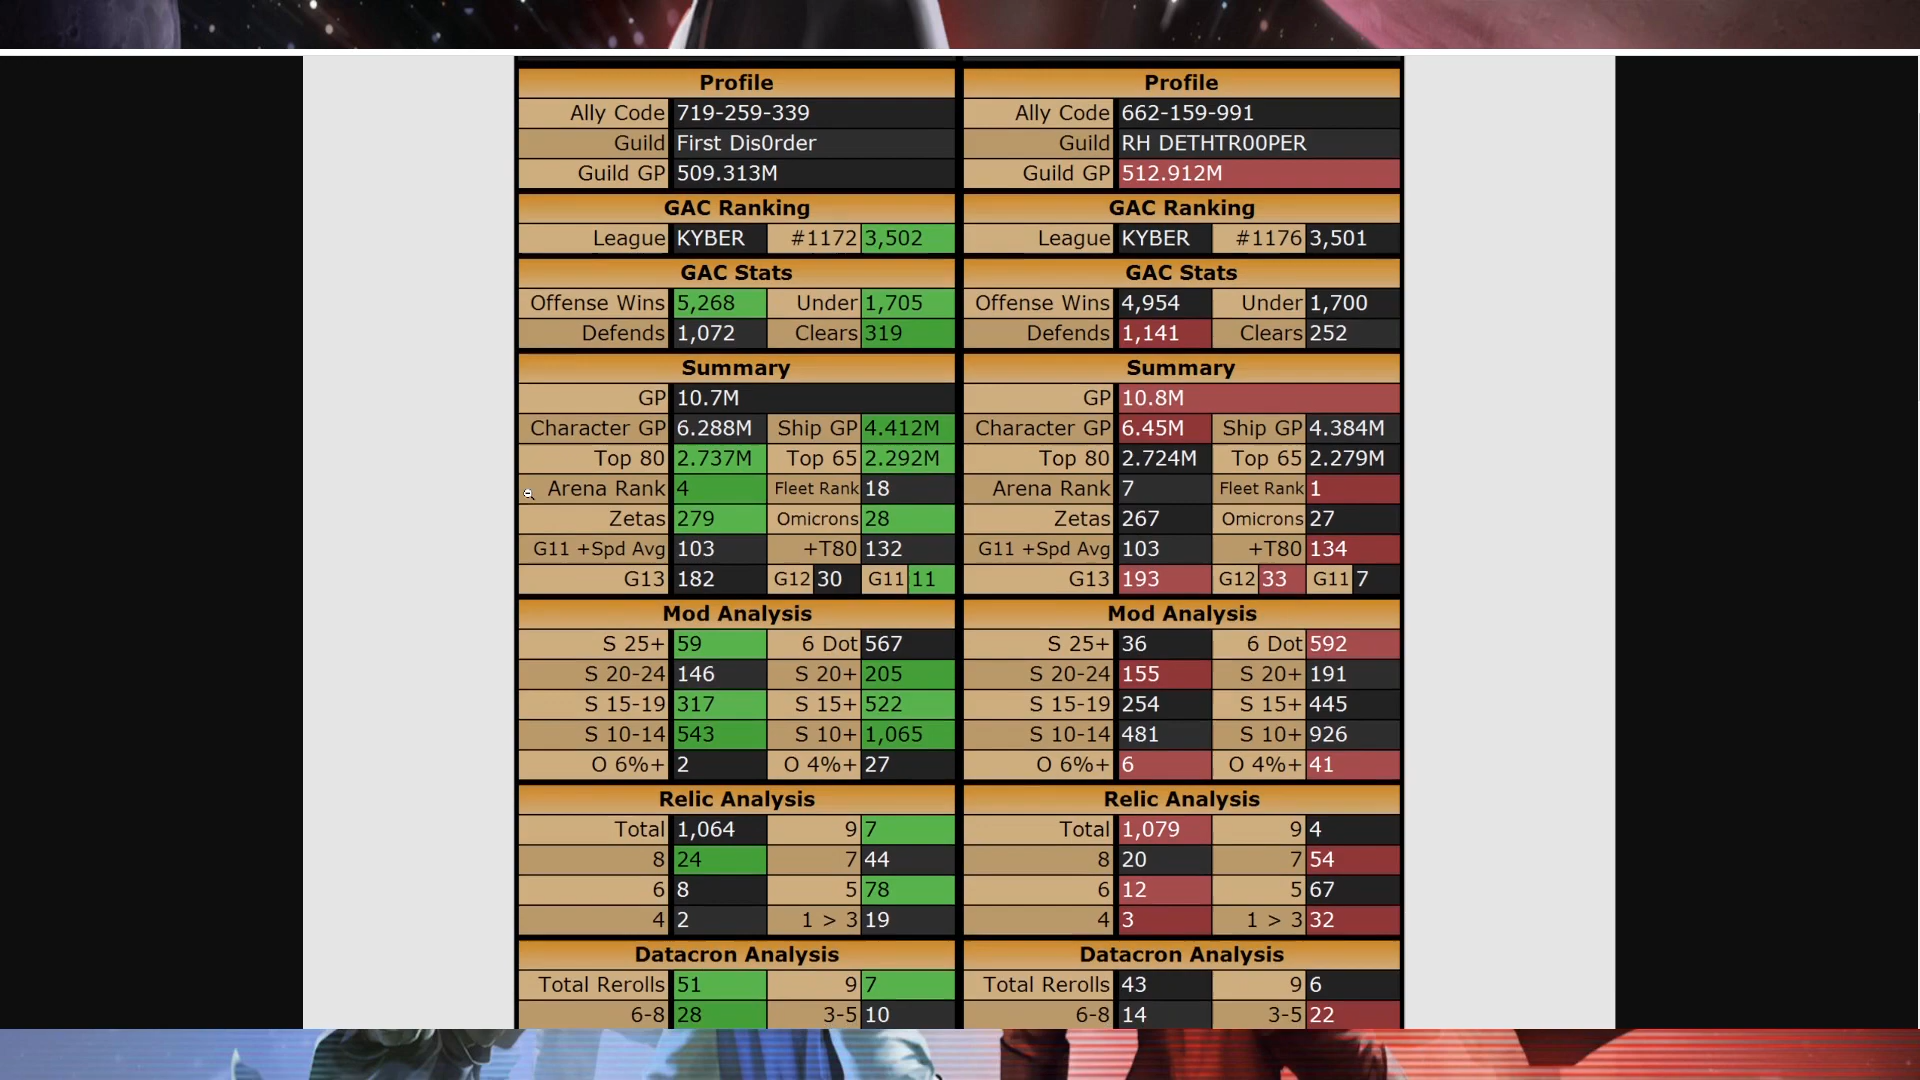 Profile
Ally Code 719-259-339
Guild First Dis0rder
Guild GP 509.313M
GAC Ranking
League KYBER #1172 3,502
GAC Stats
Offense Wins 5,268 Under 1,705
Defends 1,072 Clears 319
Summary
GP 10.7M
Character GP 6.288M Ship GP 4.412M
Top 80 2.737M Top 65 2.292M
Arena Rank 4 Fleet Rank 18
Zetas 279 Omicrons 28
G11 +Spd Avg 103 +T80 132
G13 182 G12 30 G11 11
Mod Analysis
S 25+ 59 6 Dot 567
S 20-24 146 S 20+ 205
S 15-19 317 S 15+ 522
S 10-14 543 S 10+ 1,065
O 6%+ 2 O 4%+ 27
Relic Analysis
Total 1,064 9 7
8 24 7 44
6 8 5 78
4 2 1 > 3 19
Datacron Analysis
Total Rerolls 51 9 7
6-8 28 3-5 10
Profile
Ally Code 662-159-991
Guild RH DETHTR00PER
Guild GP 512.912M
GAC Ranking
League KYBER #1176 3,501
GAC Stats
Offense Wins 4,954 Under 1,700
Defends 1,141 Clears 252
Summary
GP 10.8M
Character GP 6.45M Ship GP 4.384M
Top 80 2.724M Top 65 2.279M
Arena Rank 7 Fleet Rank 1
Zetas 267 Omicrons 27
G11 +Spd Avg 103 +T80 134
G13 193 G12 33 G11 7
Mod Analysis
S 25+ 36 6 Dot 592
S 20-24 155 S 20+ 191
S 15-19 254 S 15+ 445
S 10-14 481 S 10+ 926
O 6%+ 6 O 4%+ 41
Relic Analysis
Total 1,079 9 4
8 20 7 54
6 12 5 67
4 3 1 > 3 32
Datacron Analysis
Total Rerolls 43 9 6
6-8 14 3-5 22